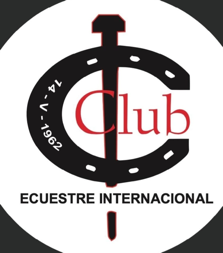 14-V-1962
Club
ECUESTRE INTERNACIONAL